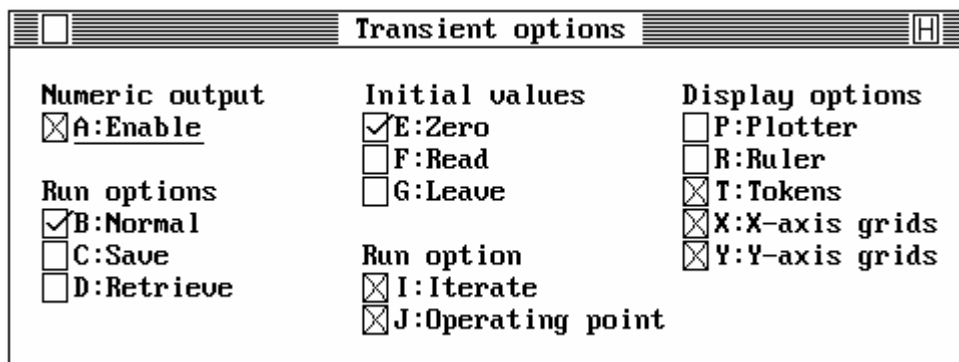 Transient options
H
Numeric output
A:Enable
Run options
B:Normal
C:Save
D:Retrieve
Initial values
E:Zero
F:Read
G:Leave
Run option
I:Iterate
J:Operating point
Display options
P:Plotter
R:Ruler
T:Tokens
X:X-axis grids
Y:Y-axis grids